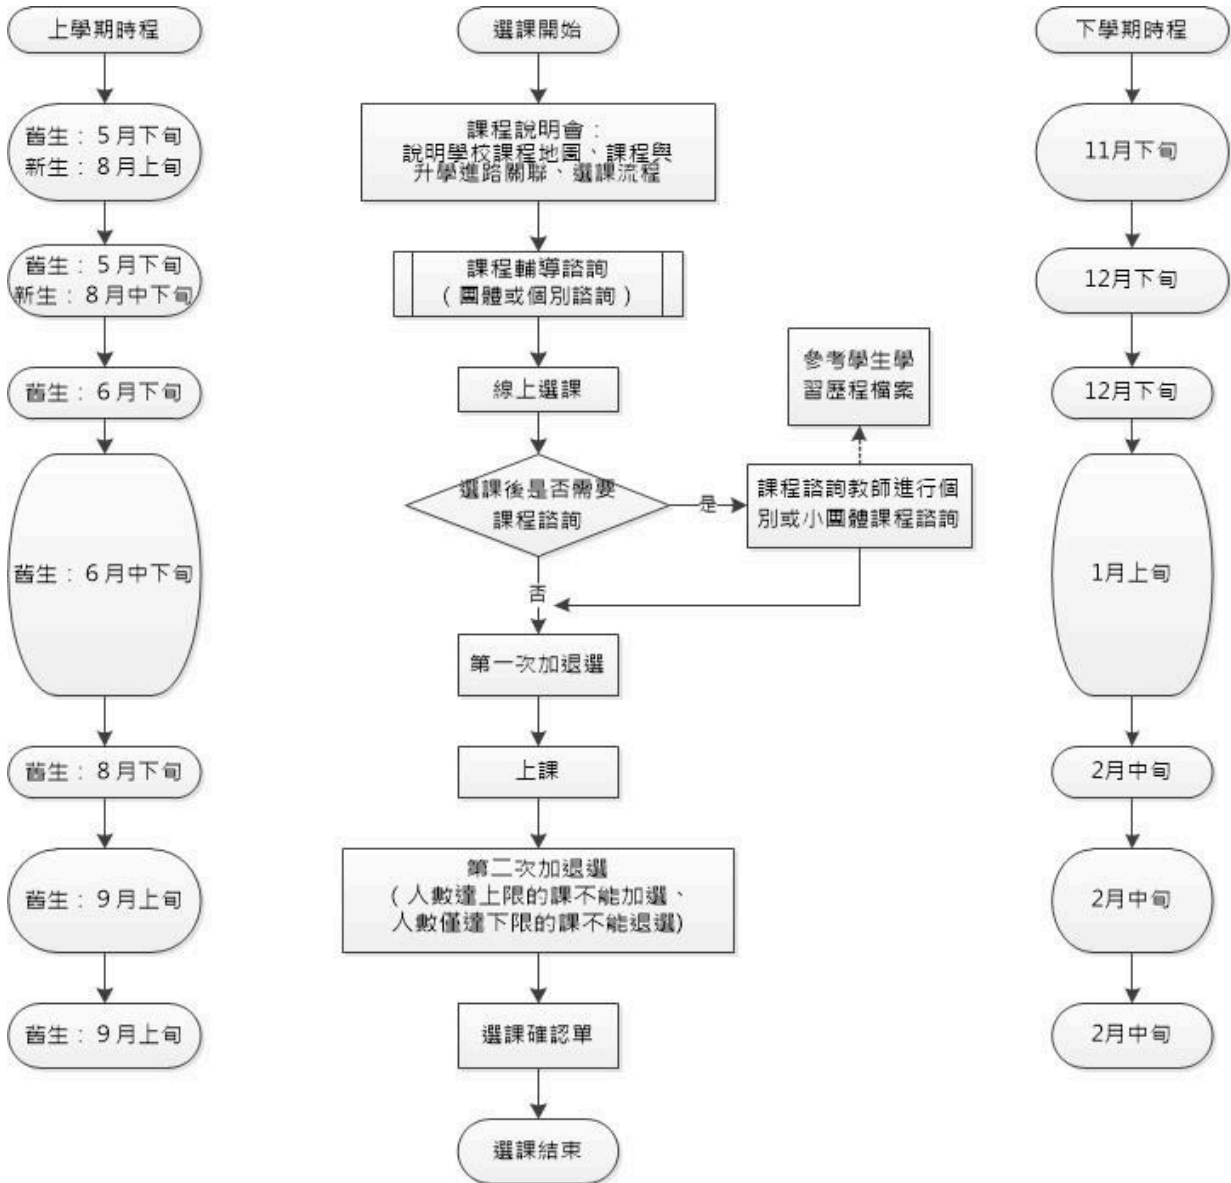 上學期時程
舊生：5月下旬
新生：8月上旬
舊生：5月下旬
新生：8月中下旬
舊生：6月下旬
舊生：6月中下旬
舊生：8月下旬
舊生：9月上旬
舊生：9月上旬
選課開始
課程說明會：
說明學校課程地圖、課程與
升學進路關聯、選課流程
課程輔導諮詢
（團體或個別諮詢）
線上選課
選課後是否需要
課程諮詢
是
課程諮詢教師進行個
別或小團體課程諮詢
參考學生學
習歷程檔案
否
第一次加退選
上課
第二次加退選
（人數達上限的課不能加選、
人數僅達下限的課不能退選)
選課確認單
選課結束
下學期時程
11月下旬
12月下旬
12月下旬
1月上旬
2月中旬
2月中旬
2月中旬